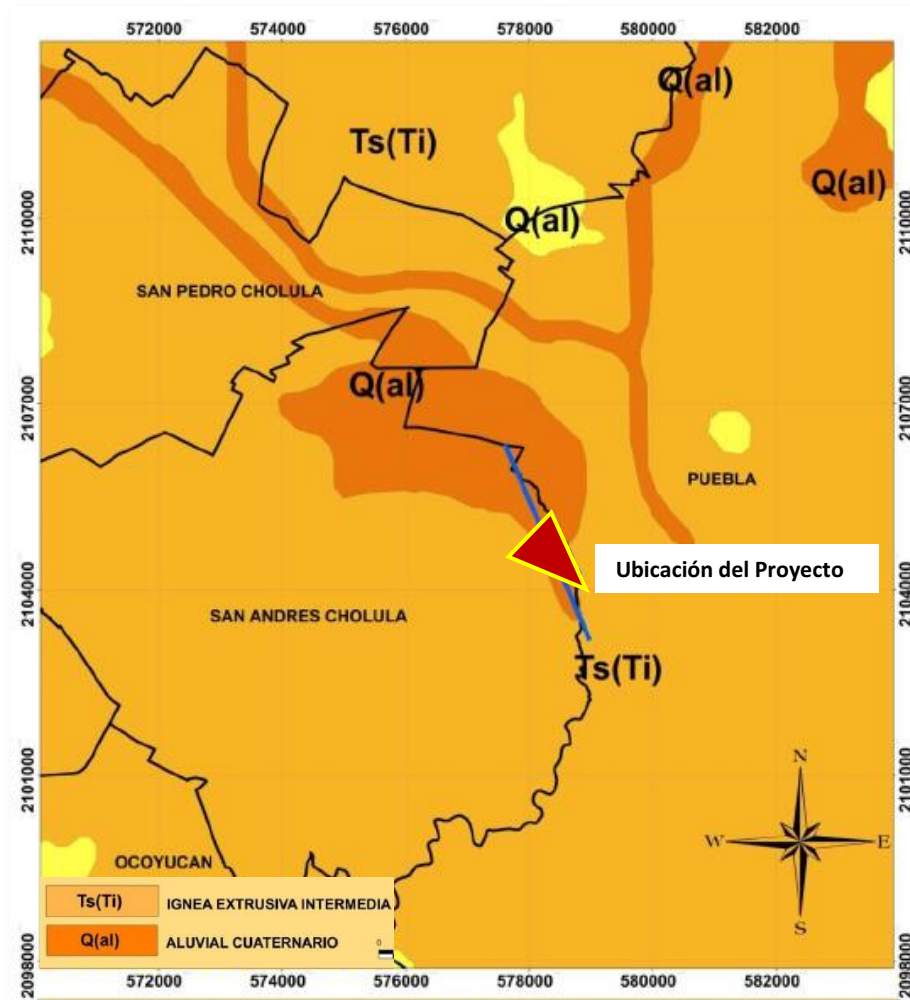 572000 574000 576000 578000 580000 582000
Q(al)
Ts(Ti)
Q(al)
2110000
Q(al)
2110000
SAN PEDRO CHOLULA
Q(al)
2107000
2107000
PUEBLA
Ubicación del Proyecto
2104000
2104000
SAN ANDRES CHOLULA
Ts(Ti)
2101000
2101000
N
W E
S
OCOYUCAN
Ts(Ti) IGNEA EXTRUSIVA INTERMEDIA
Q(al) ALUVIAL CUATERNARIO
0
2098000
2098000
572000 574000 576000 578000 580000 582000